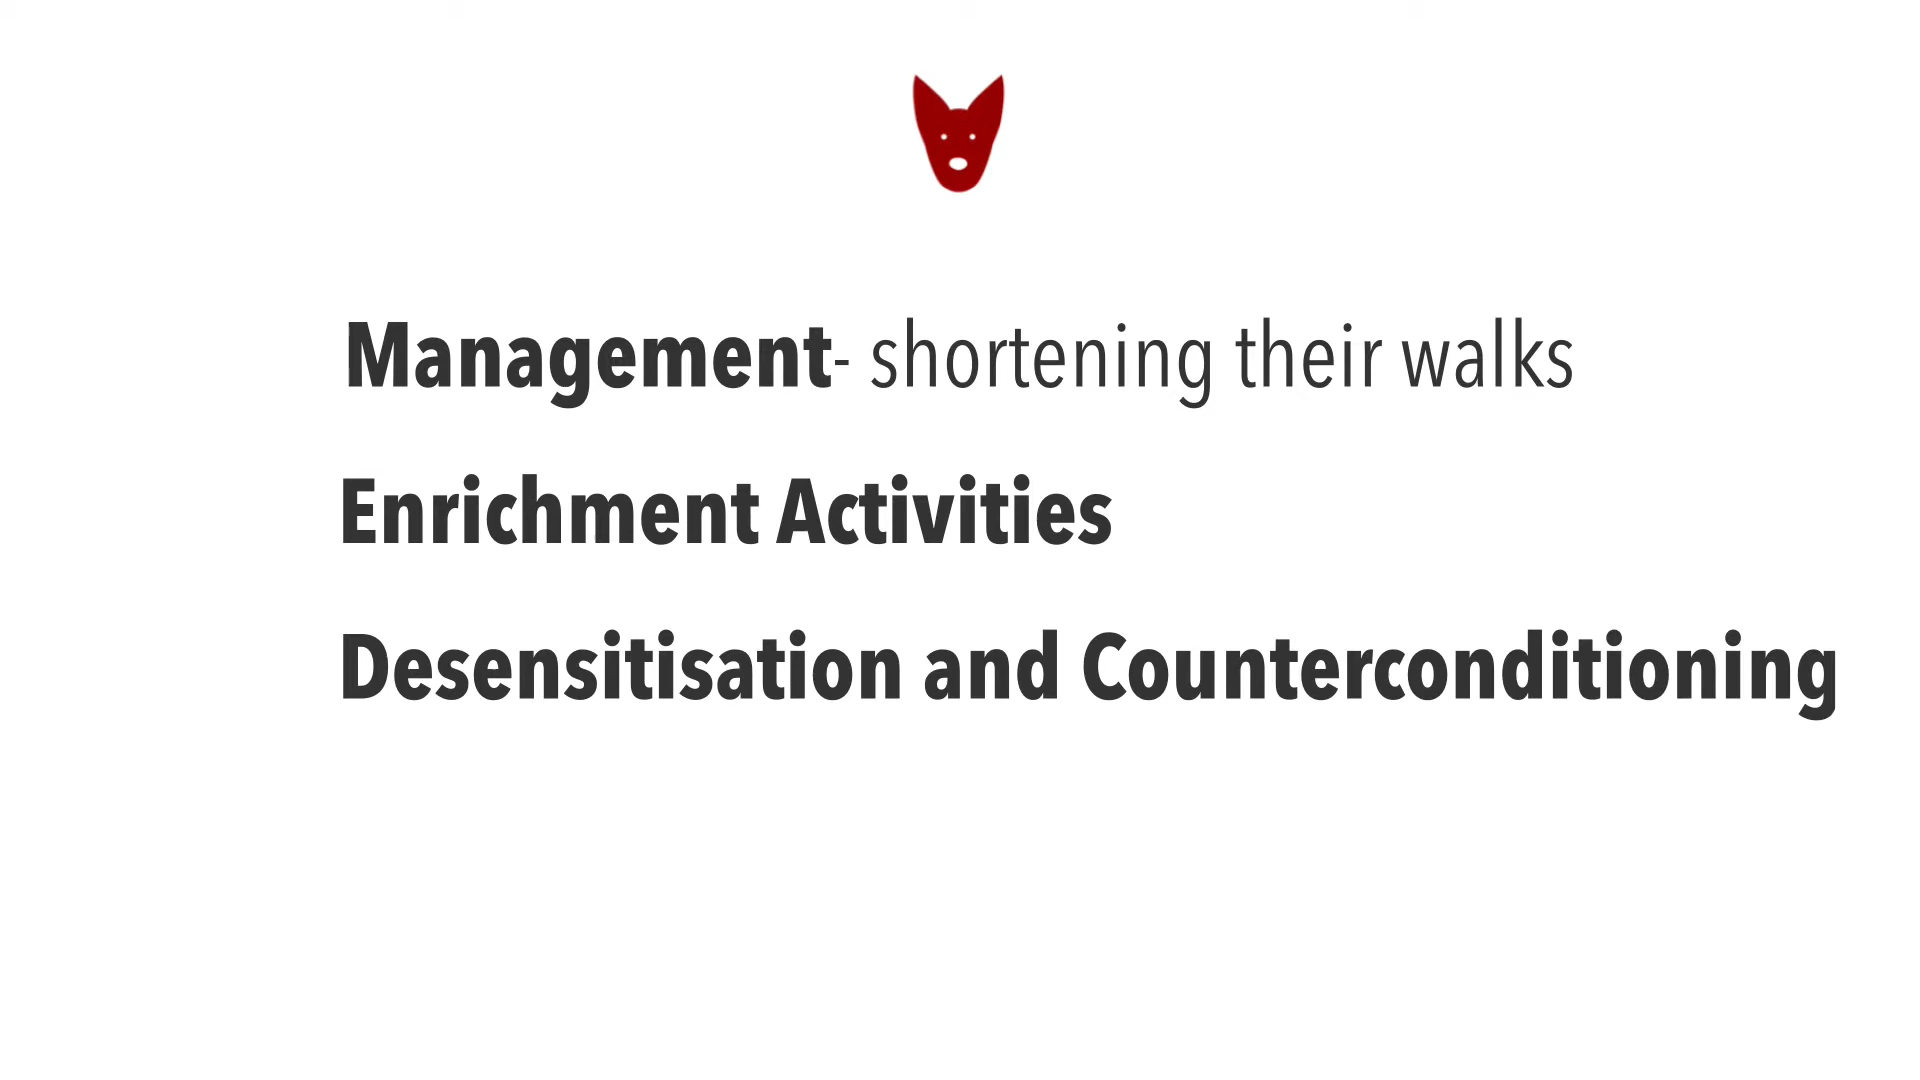 Management- shortening their walks
Enrichment Activities
Desensitisation and Counterconditioning